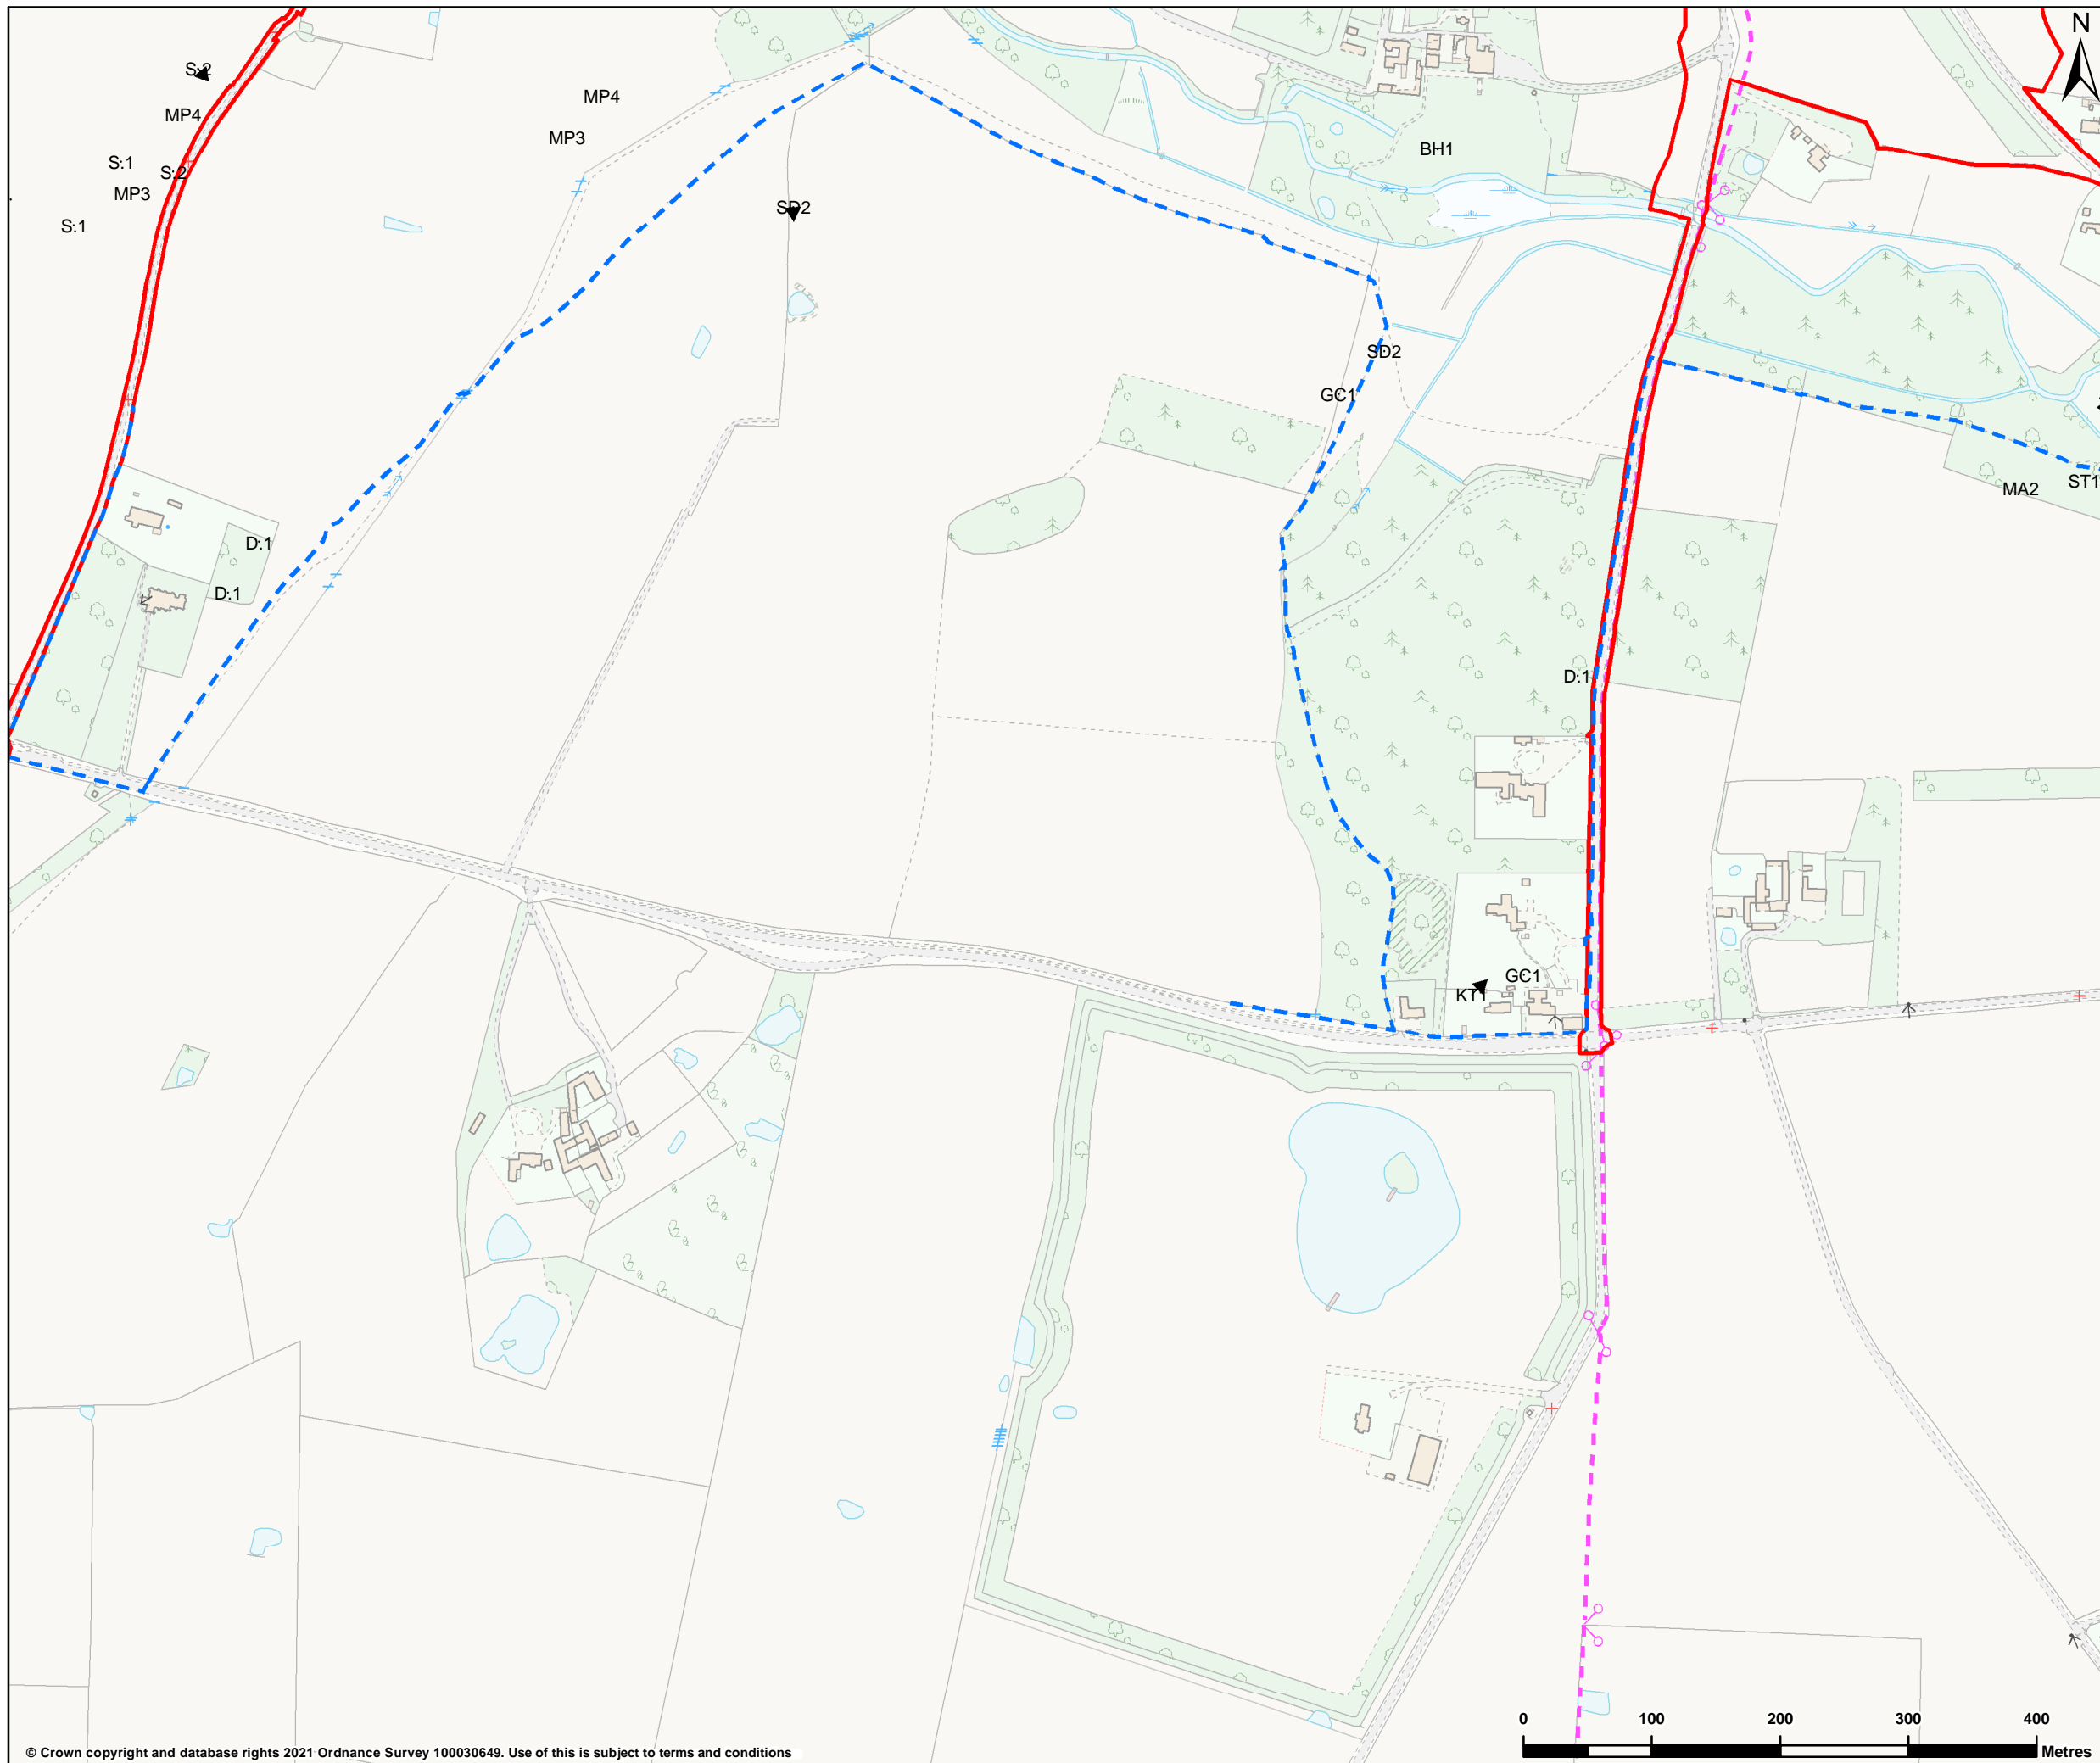 N
S:2
MP4
MP4
S:1
S:2
MP3
MP3
BH1
S:1
SD2
SD2
GC1
MA2
ST1
D:1
D:1
D:1
GC1
KT1
0 100 200 300 400
Metres
© Crown copyright and database rights 2021 Ordnance Survey 100030649. Use of this is subject to terms and conditions